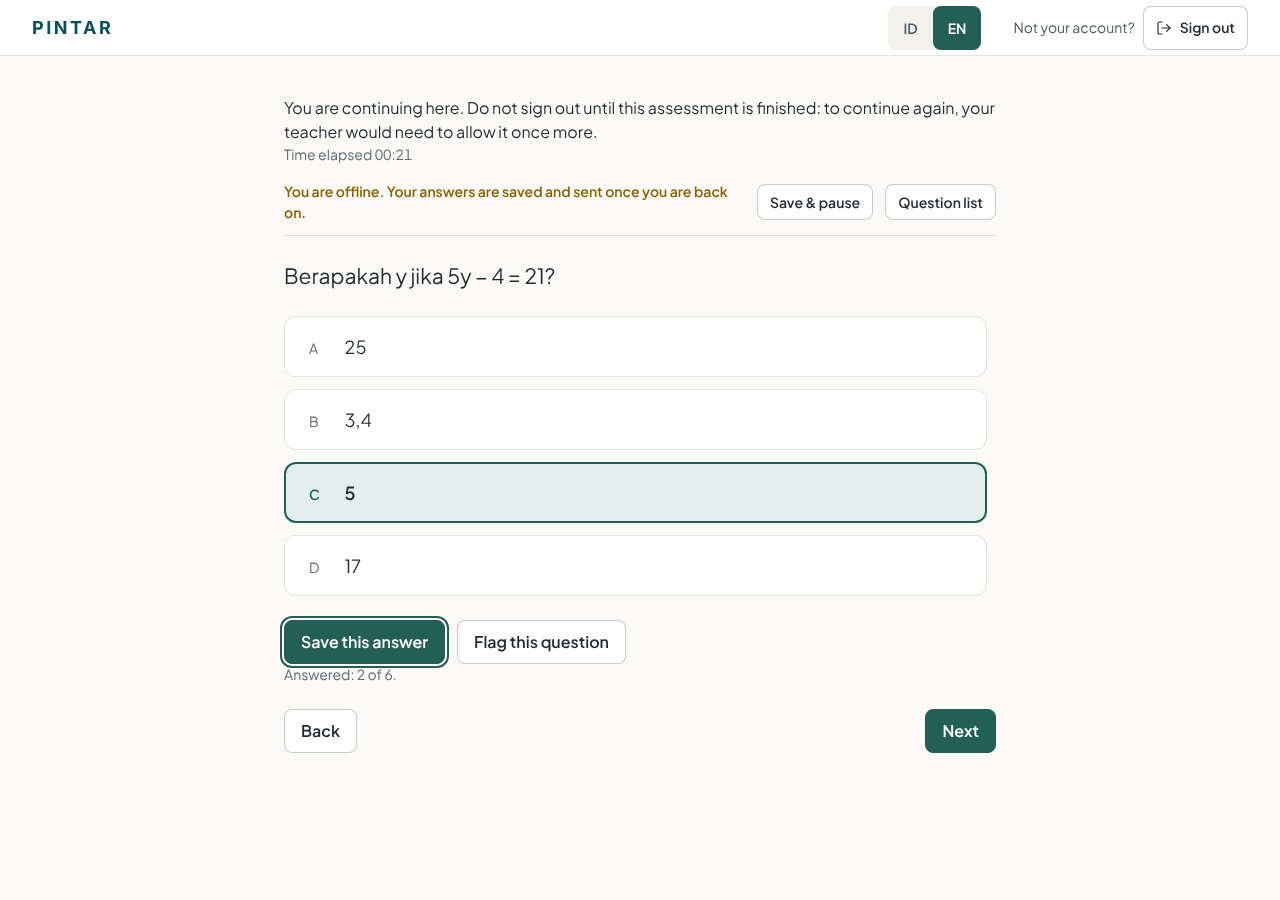 PINTAR
ID
EN
Not your account?
Sign out
You are continuing here. Do not sign out until this assessment is finished: to continue again, your
teacher would need to allow it once more.
Time elapsed 00:21
You are offline. Your answers are saved and sent once you are back
on.
Save & pause
Question list
Berapakah y jika 5y – 4 = 21?
A 25
B 3,4
C 5
D 17
Save this answer
Flag this question
Answered: 2 of 6.
Back
Next